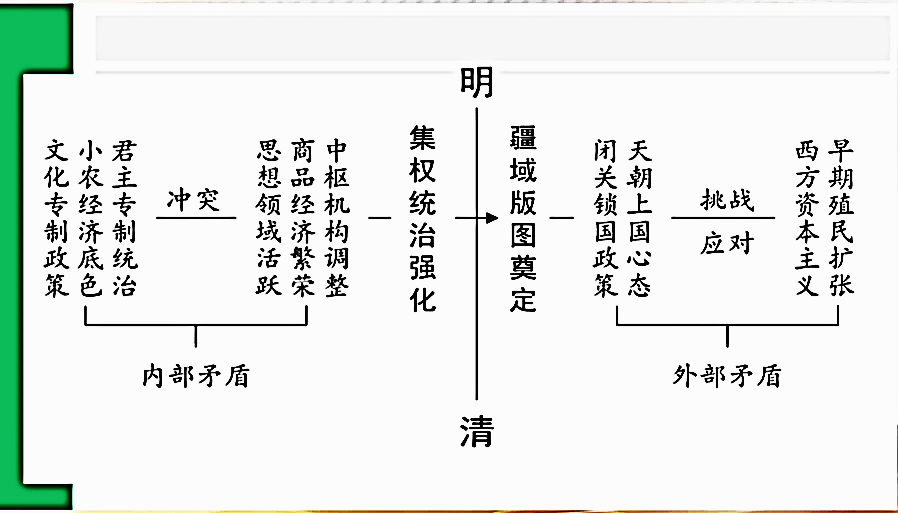 明
文化专制政策
小农经济底色
君主专制统治
冲突
思想领域活跃
商品经济繁荣
中枢机构调整
集权统治强化
疆域版图奠定
闭关锁国政策
天朝上国心态
挑战
应对
西方资本主义
早期殖民扩张
内部矛盾
外部矛盾
清